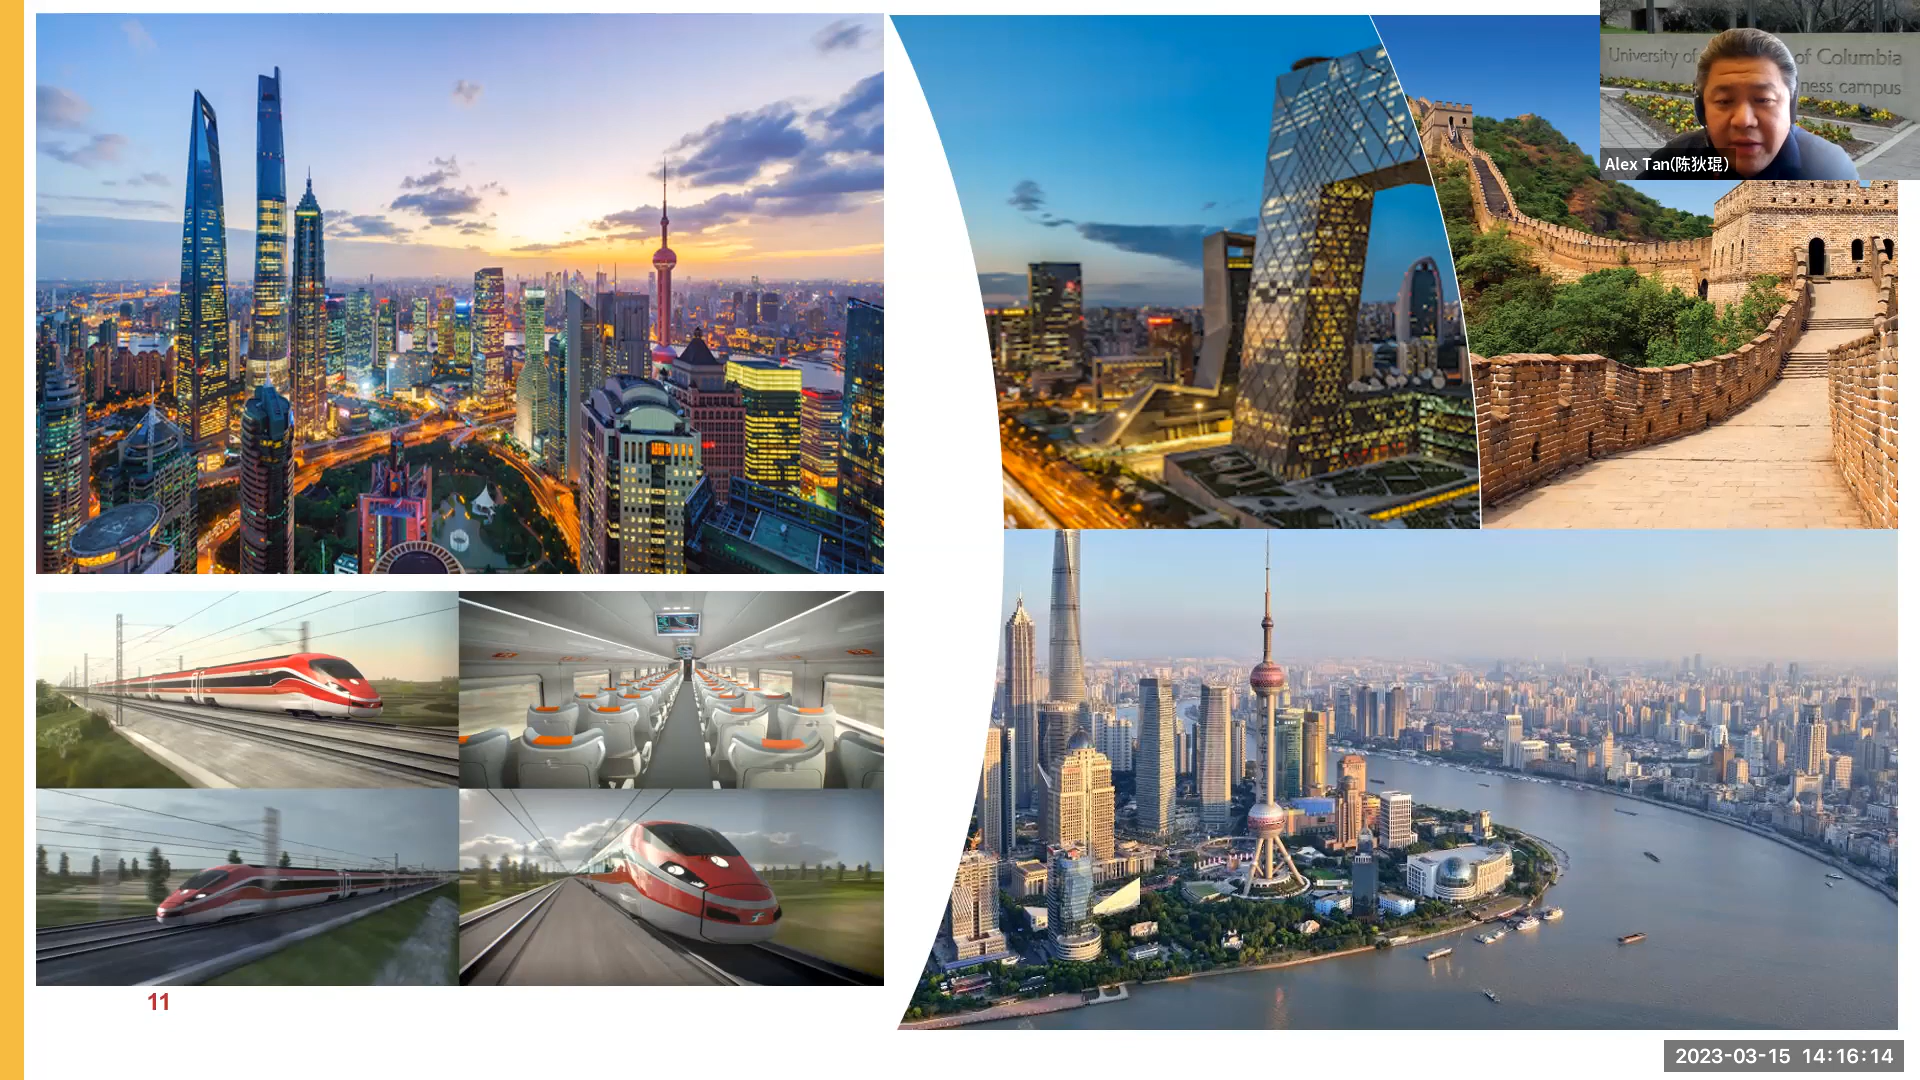 University of of Columbia
ness campus
Alex Tan(陈狄琨)
11
2023-03-15 14:16:14